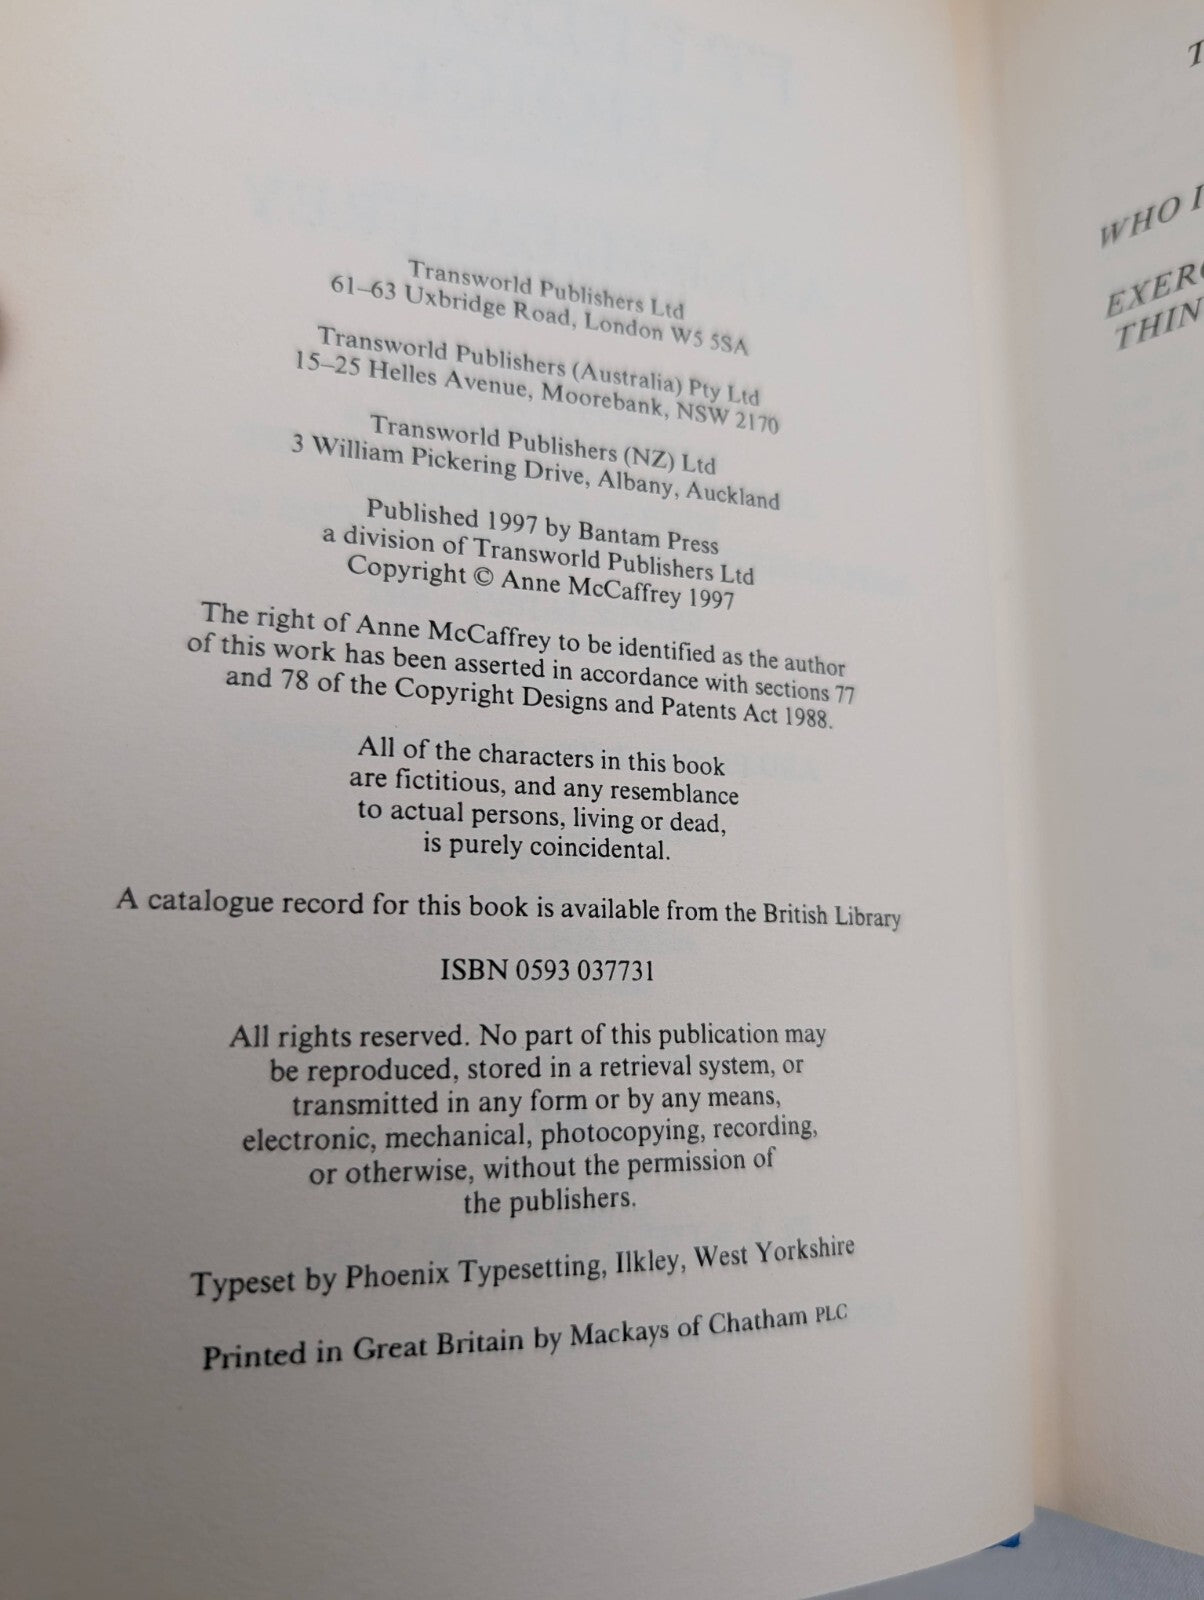 Transworld Publishers Ltd
61–63 Uxbridge Road, London W5 5SA
Transworld Publishers (Australia) Pty Ltd
15–25 Helles Avenue, Moorebank, NSW 2170
Transworld Publishers (NZ) Ltd
3 William Pickering Drive, Albany, Auckland
Published 1997 by Bantam Press
a division of Transworld Publishers Ltd
Copyright © Anne McCaffrey 1997
The right of Anne McCaffrey to be identified as the author
of this work has been asserted in accordance with sections 77
and 78 of the Copyright Designs and Patents Act 1988.
All of the characters in this book
are fictitious, and any resemblance
to actual persons, living or dead,
is purely coincidental.
A catalogue record for this book is available from the British Library
ISBN 0593 037731
All rights reserved. No part of this publication may
be reproduced, stored in a retrieval system, or
transmitted in any form or by any means,
electronic, mechanical, photocopying, recording,
or otherwise, without the permission of
the publishers.
Typeset by Phoenix Typesetting, Ilkley, West Yorkshire
Printed in Great Britain by Mackays of Chatham PLC
WHO